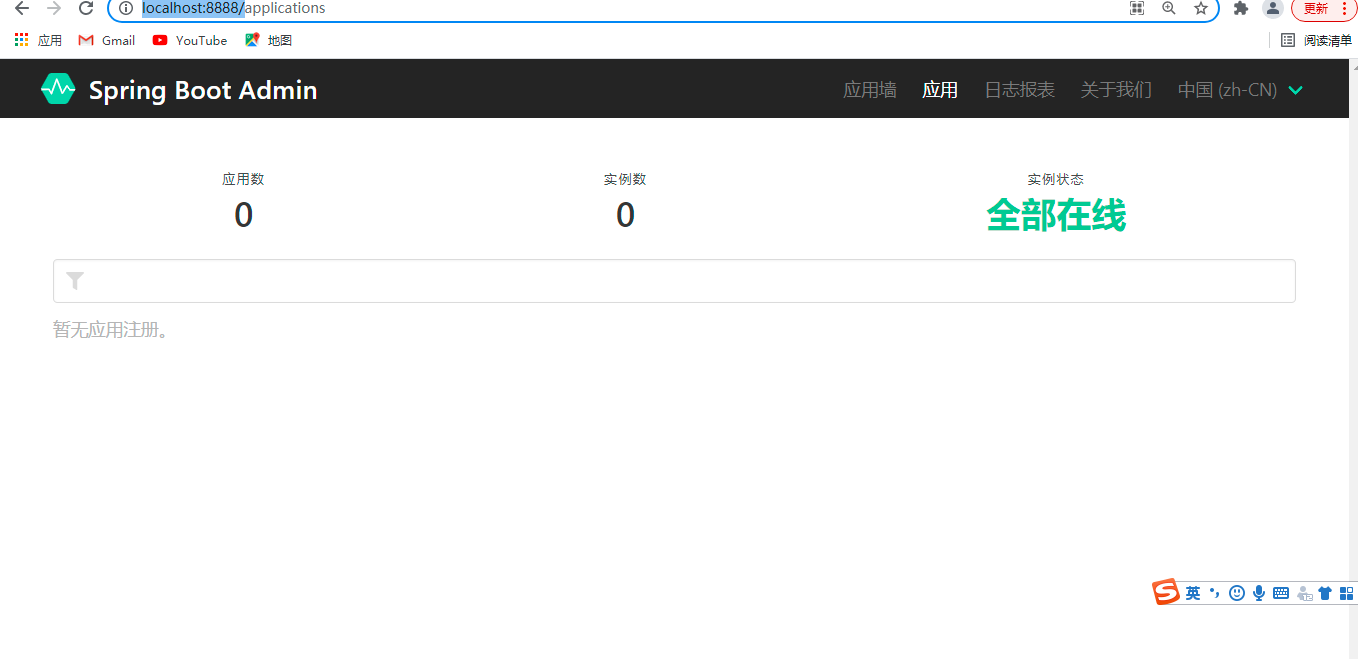 localhost:8888/applications
更新
应用 Gmail YouTube 地图 阅读清单
Spring Boot Admin 应用墙 应用 日志报表 关于我们 中国 (zh-CN)
应用数 实例数 实例状态
0 0 全部在线
暂无应用注册。
英